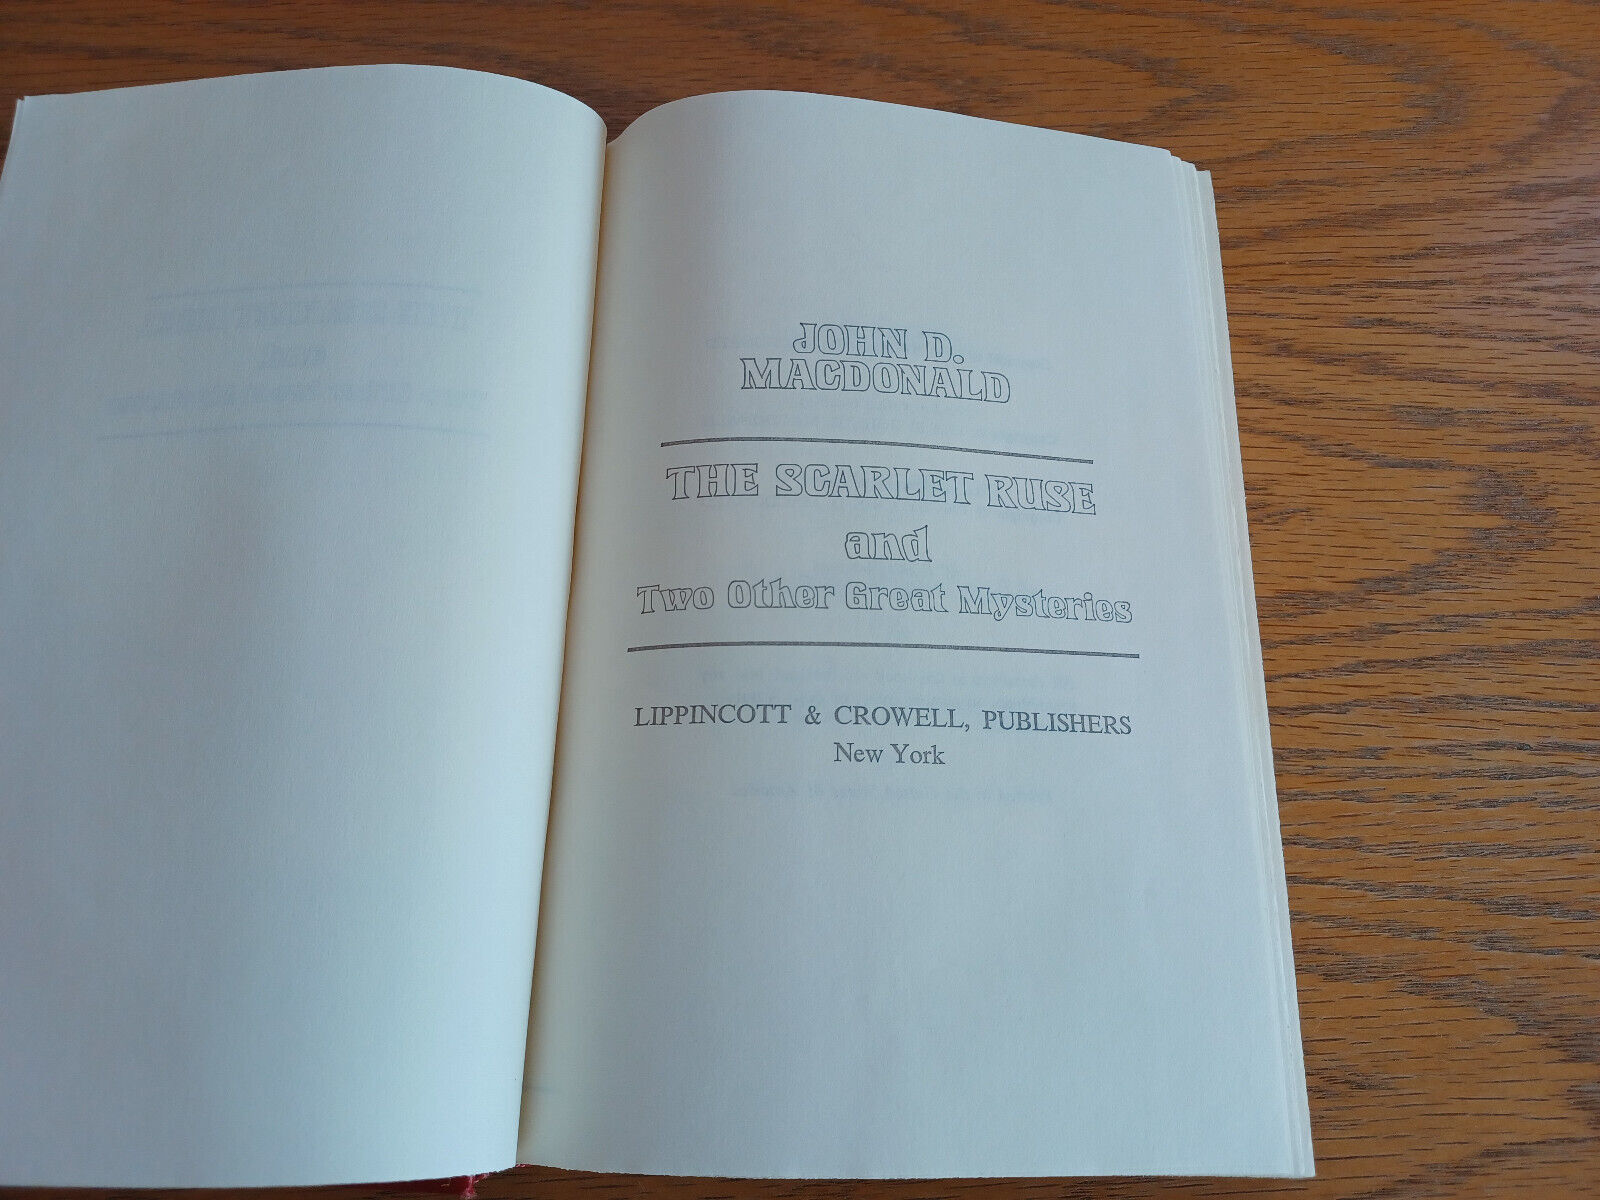 JOHN D.
MACDONALD
THE SCARLET RUSE
and
Two Other Great Mysteries
LIPPINCOTT & CROWELL, PUBLISHERS
New York